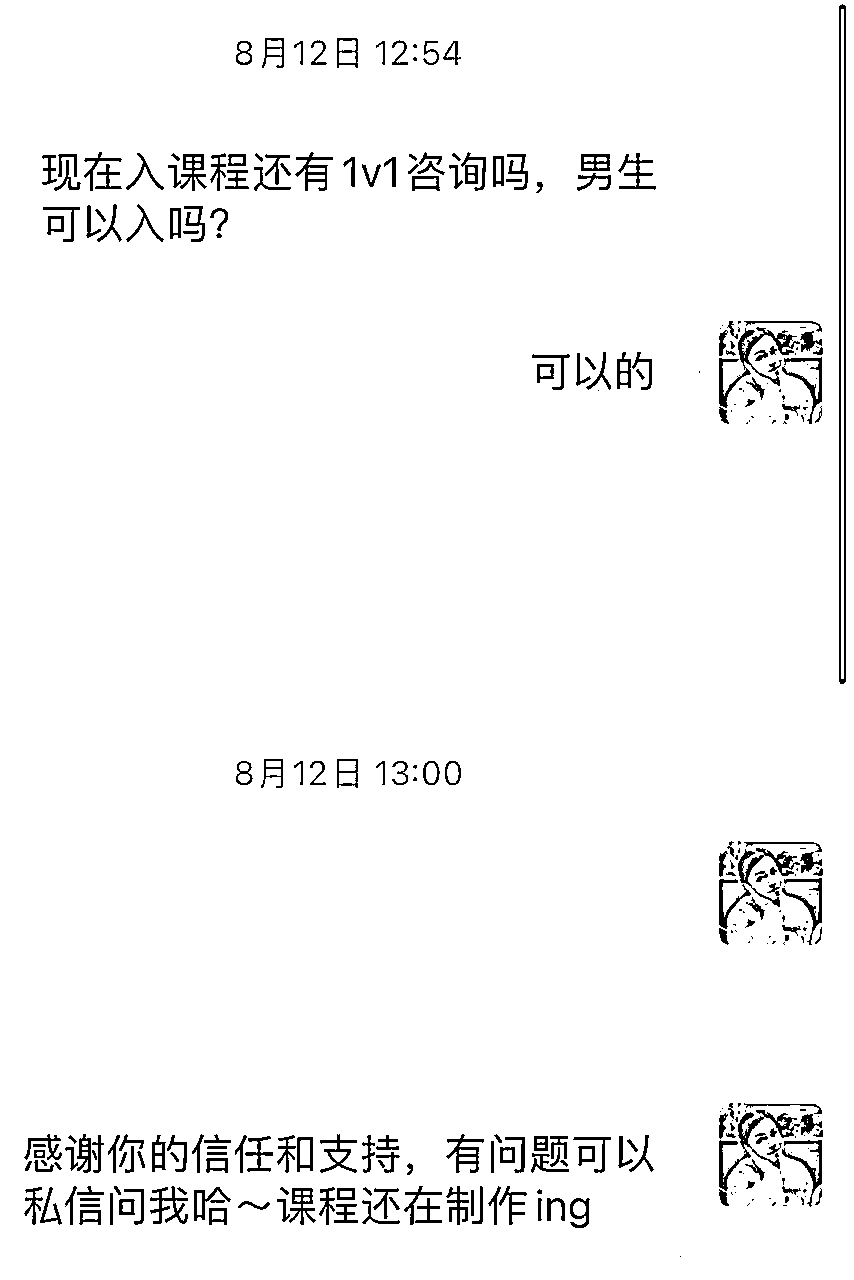 8月12日 12:54
现在入课程还有1v1咨询吗，男生
可以入吗？
可以的
8月12日 13:00
感谢你的信任和支持，有问题可以
私信问我哈～课程还在制作ing